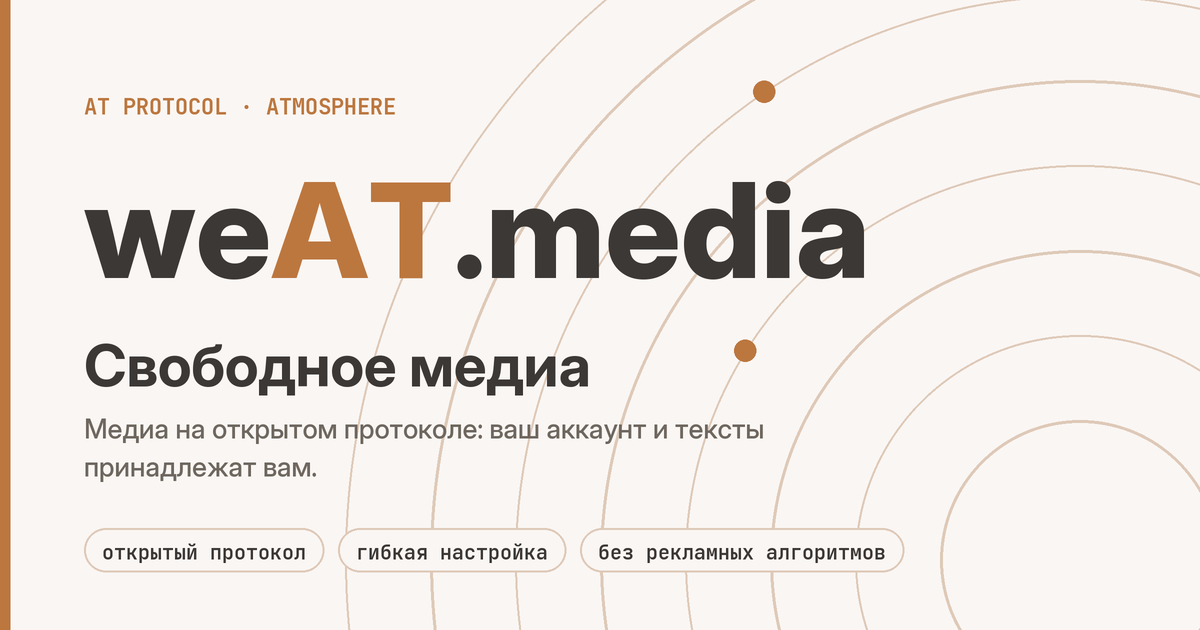 AT PROTOCOL · ATMOSPHERE
weAT.media
Свободное медиа
Медиа на открытом протоколе: ваш аккаунт и тексты
принадлежат вам.
открытый протокол
гибкая настройка
без рекламных алгоритмов